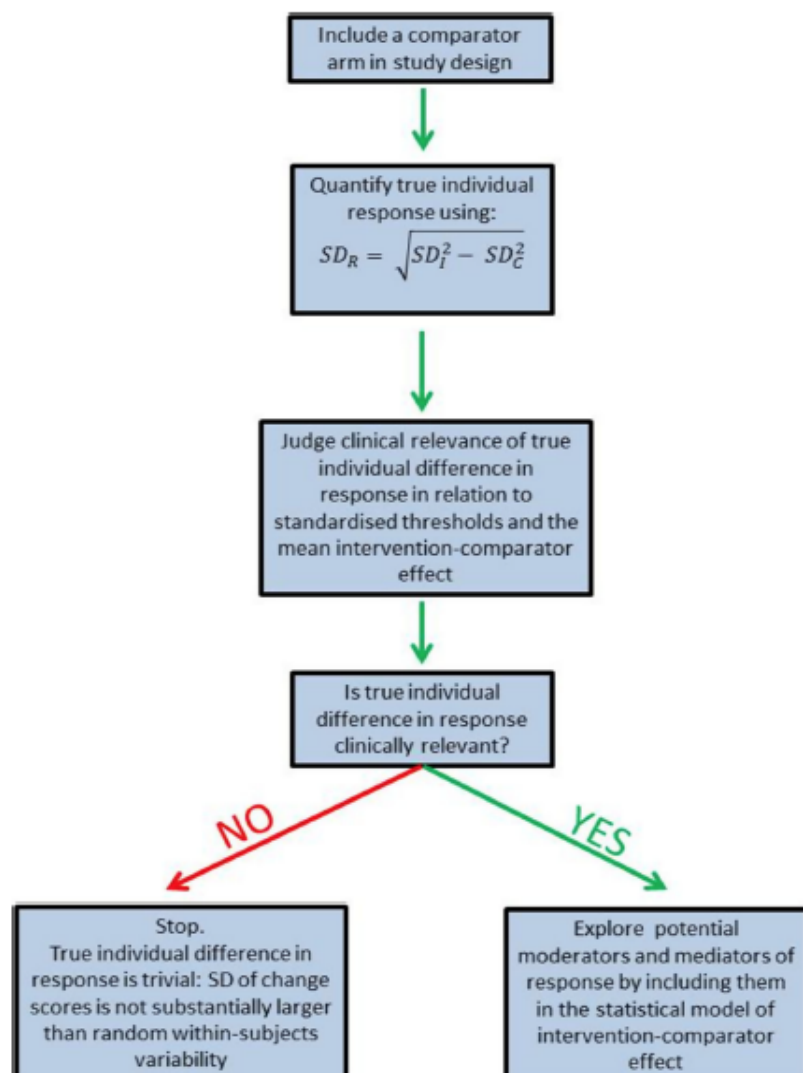 Include a comparator
arm in study design
Quantify true individual
response using:
SD_R = √(SD_I^2 − SD_C^2)
Judge clinical relevance of true
individual difference in
response in relation to
standardised thresholds and the
mean intervention-comparator
effect
Is true individual
difference in response
clinically relevant?
NO
YES
Stop.
True individual difference in
response is trivial: SD of change
scores is not substantially larger
than random within-subjects
variability
Explore potential
moderators and mediators of
response by including them
in the statistical model of
intervention-comparator
effect